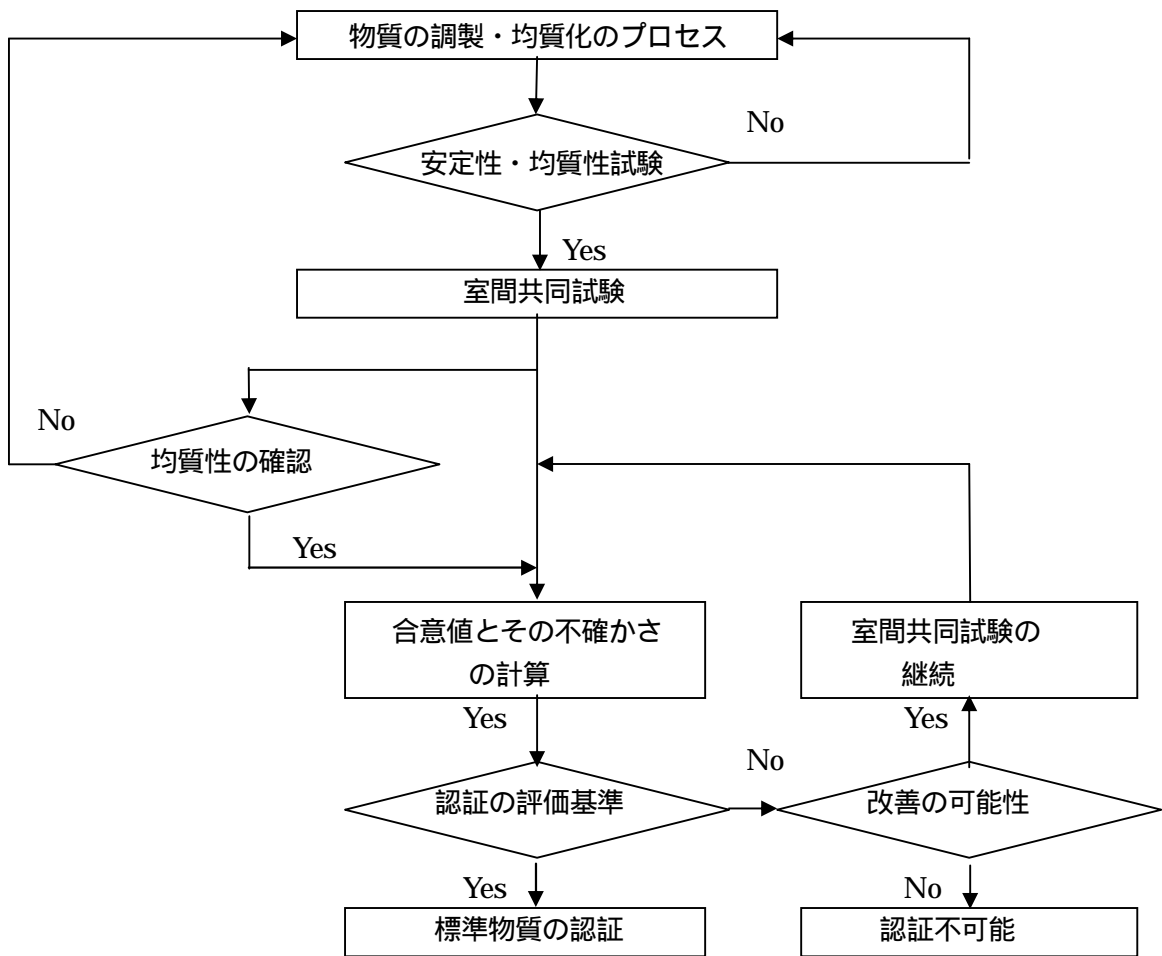 物質の調製・均質化のプロセス
No
安定性・均質性試験
Yes
室間共同試験
No
均質性の確認
Yes
合意値とその不確かさ
の計算
室間共同試験の
継続
Yes
Yes
No
認証の評価基準
改善の可能性
Yes
No
標準物質の認証
認証不可能